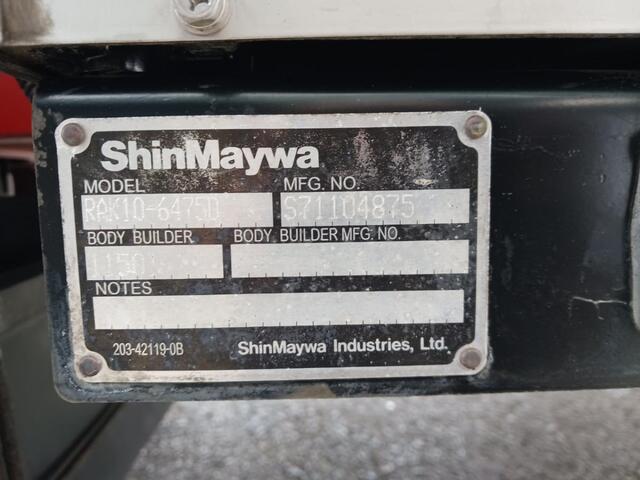 ShinMaywa
MODEL MFG. NO.
RAK10-6475D S71104875
BODY BUILDER BODY BUILDER MFG. NO.
NOTES
203-42119-0B ShinMaywa Industries, Ltd.